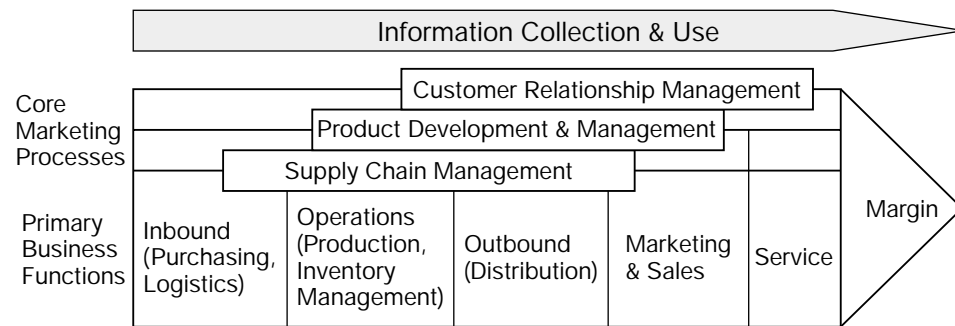 Information Collection & Use
Core
Marketing
Processes
Customer Relationship Management
Product Development & Management
Supply Chain Management
Primary
Business
Functions
Inbound
(Purchasing,
Logistics)
Operations
(Production,
Inventory
Management)
Outbound
(Distribution)
Marketing
& Sales
Service
Margin